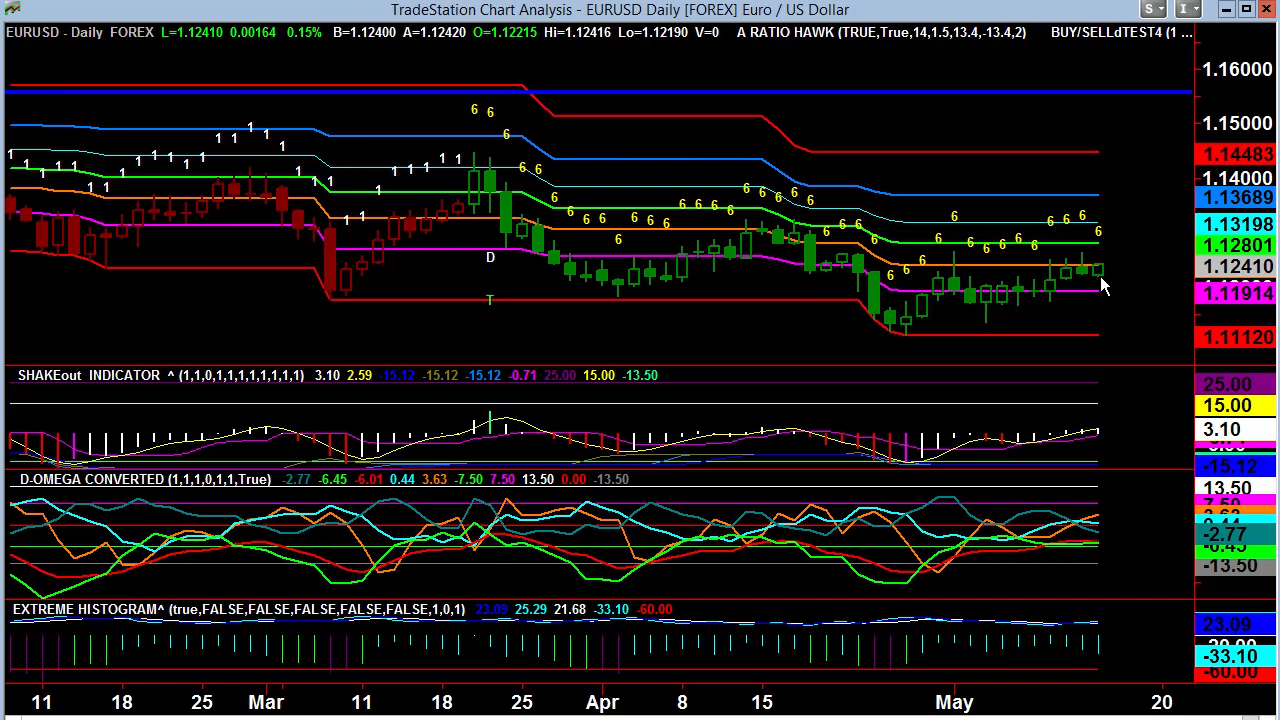 TradeStation Chart Analysis - EURUSD Daily [FOREX] Euro / US Dollar
S I
EURUSD - Daily FOREX L=1.12410 0.00164 0.15% B=1.12400 A=1.12420 O=1.12215 Hi=1.12416 Lo=1.12190 V=0 A RATIO HAWK (TRUE,True,14,1.5,13.4,-13.4,2) BUY/SELLdTEST4 (1 ...
1.16000
1.15000
1.14483
1.14000
1.13689
1.13198
1.12801
1.12410
1.11914
1.11120
D
T
SHAKEout INDICATOR ^ (1,1,0,1,1,1,1,1,1,1,1) 3.10 2.59 -15.12 -15.12 -15.12 -0.71 25.00 15.00 -13.50
25.00
15.00
3.10
-15.12
D-OMEGA CONVERTED (1,1,1,0,1,1,True) -2.77 -6.45 -6.01 0.44 3.63 -7.50 7.50 13.50 0.00 -13.50
13.50
7.50
-2.77
-6.45
-13.50
EXTREME HISTOGRAM^ (true,FALSE,FALSE,FALSE,FALSE,FALSE,1,0,1) 23.09 25.29 21.68 -33.10 -60.00
23.09
-33.10
-60.00
11 18 25 Mar 11 18 25 Apr 8 15 May 20